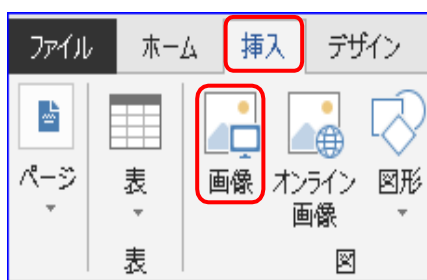 ファイル ホーム 挿入 デザイン
ページ 表 画像 オンライン 図形
画像
表 図